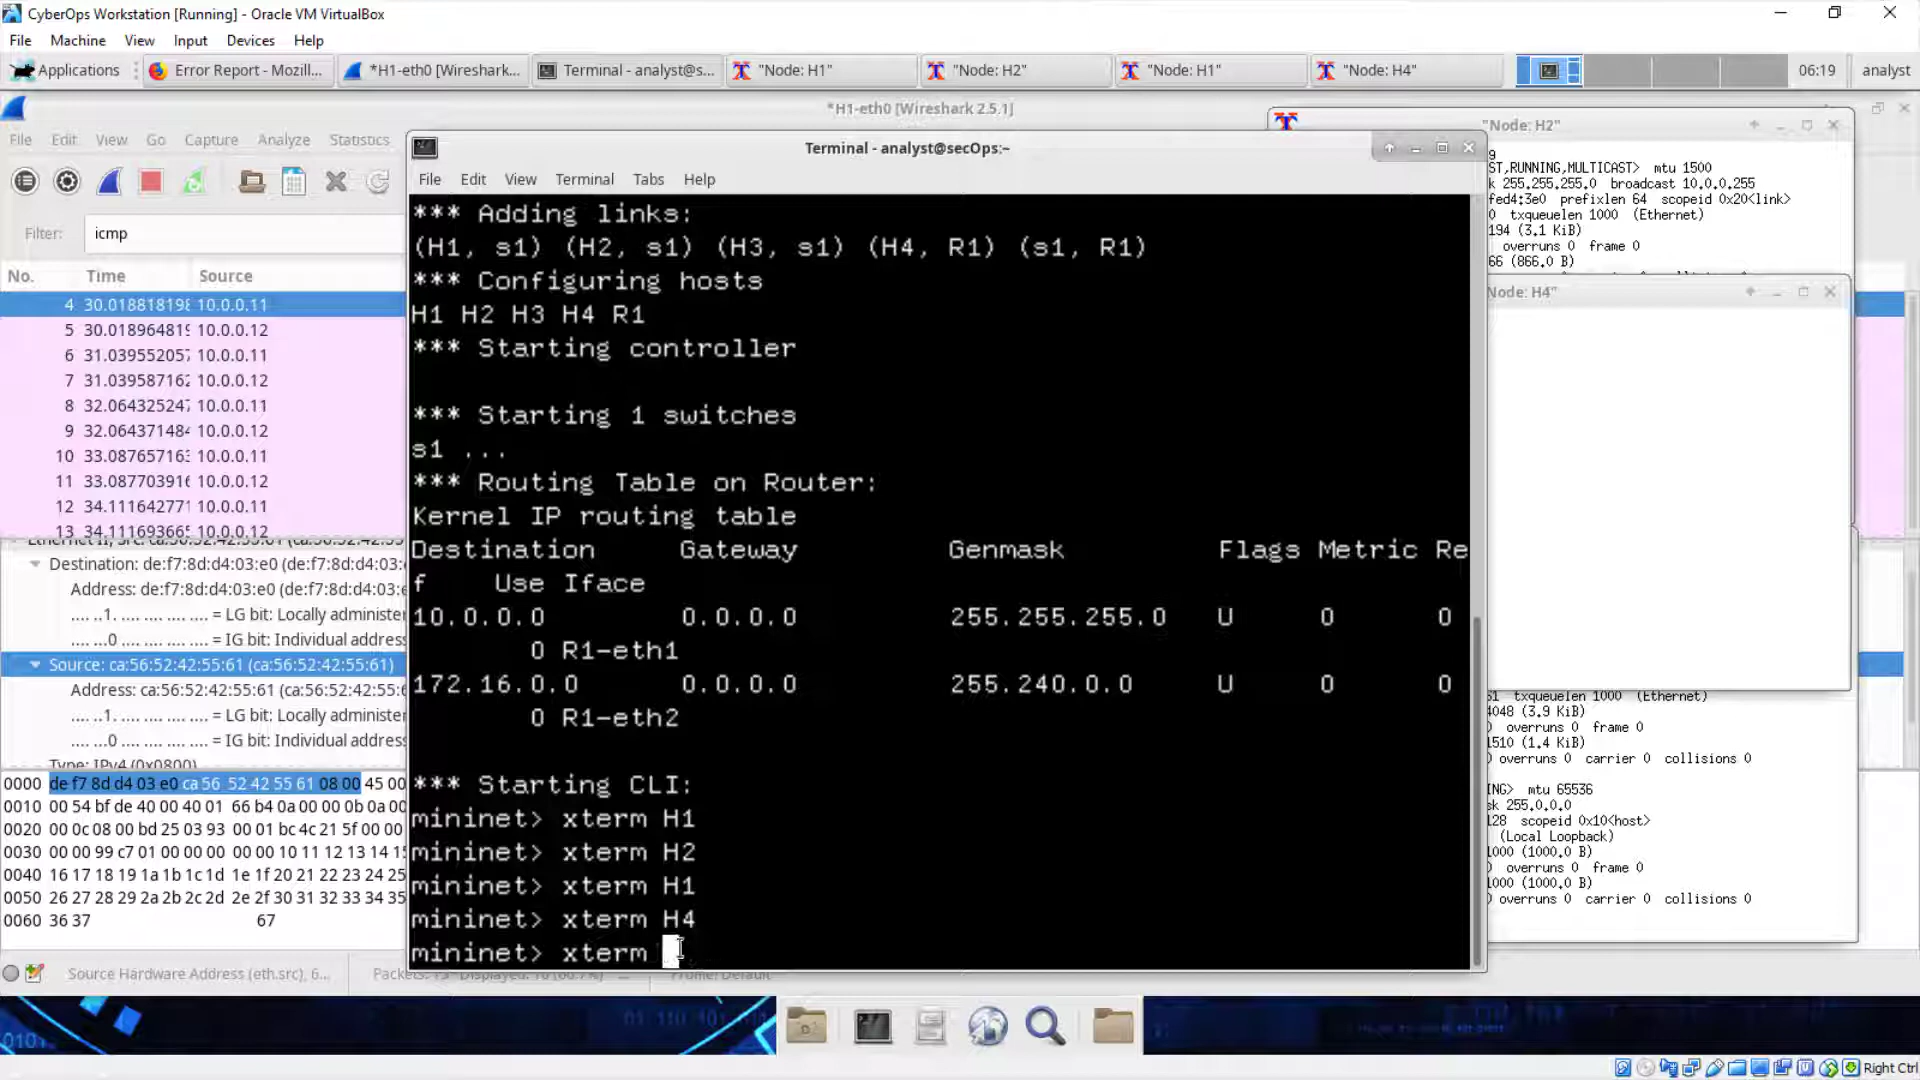 CyberOps Workstation [Running] - Oracle VM VirtualBox
File Machine View Input Devices Help
Applications Error Report - Mozill... *H1-eth0 [Wireshark... Terminal - analyst@s... "Node: H1" "Node: H2" "Node: H1" "Node: H4" 06:19 analyst
*H1-eth0 [Wireshark 2.5.1]
File Edit View Go Capture Analyze Statistics
Filter: icmp
No. Time Source
4 30.018818198 10.0.0.11
5 30.018964819 10.0.0.12
6 31.039552057 10.0.0.11
7 31.039587162 10.0.0.12
8 32.064325247 10.0.0.11
9 32.064371484 10.0.0.12
10 33.087657163 10.0.0.11
11 33.087703916 10.0.0.12
12 34.111642771 10.0.0.11
13 34.111693665 10.0.0.12
Destination: de:f7:8d:d4:03:e0 (de:f7:8d:d4:03:
Address: de:f7:8d:d4:03:e0 (de:f7:8d:d4:03:e
.... ..1. .... .... = LG bit: Locally administe
.... ...0 .... .... = IG bit: Individual addres
Source: ca:56:52:42:55:61 (ca:56:52:42:55:61)
Address: ca:56:52:42:55:61 (ca:56:52:42:55:6
.... ..1. .... .... = LG bit: Locally administe
.... ...0 .... .... = IG bit: Individual addres
Type: IPv4 (0x0800)
0000 de f7 8d d4 03 e0 ca 56 52 42 55 61 08 00 45 00
0010 00 54 bf de 40 00 40 01 66 b4 0a 00 00 0b 0a 00
0020 00 0c 08 00 bd 25 03 93 00 01 bc 4c 21 5f 00 00
0030 00 00 99 c7 01 00 00 00 00 00 10 11 12 13 14 15
0040 16 17 18 19 1a 1b 1c 1d 1e 1f 20 21 22 23 24 25
0050 26 27 28 29 2a 2b 2c 2d 2e 2f 30 31 32 33 34 35
0060 36 37 67
Source Hardware Address (eth.src), 6...
Terminal - analyst@secOps:~
File Edit View Terminal Tabs Help
*** Adding links:
(H1, s1) (H2, s1) (H3, s1) (H4, R1) (s1, R1)
*** Configuring hosts
H1 H2 H3 H4 R1
*** Starting controller
*** Starting 1 switches
s1 ...
*** Routing Table on Router:
Kernel IP routing table
Destination Gateway Genmask Flags Metric Re
f Use Iface
10.0.0.0 0.0.0.0 255.255.255.0 U 0 0
0 R1-eth1
172.16.0.0 0.0.0.0 255.240.0.0 U 0 0
0 R1-eth2
*** Starting CLI:
mininet> xterm H1
mininet> xterm H2
mininet> xterm H1
mininet> xterm H4
mininet> xterm
"Node: H2"
9
ST,RUNNING,MULTICAST> mtu 1500
k 255.255.255.0 broadcast 10.0.0.255
fed4:3e0 prefixlen 64 scopeid 0x20<link>
0 txqueuelen 1000 (Ethernet)
194 (3.1 KiB)
overruns 0 frame 0
66 (866.0 B)
Node: H4"
61 txqueuelen 1000 (Ethernet)
4048 (3.9 KiB)
0 overruns 0 frame 0
1510 (1.4 KiB)
0 overruns 0 carrier 0 collisions 0
ING> mtu 65536
sk 255.0.0.0
128 scopeid 0x10<host>
(Local Loopback)
1000 (1000.0 B)
0 overruns 0 frame 0
1000 (1000.0 B)
0 overruns 0 carrier 0 collisions 0
Right Ctrl